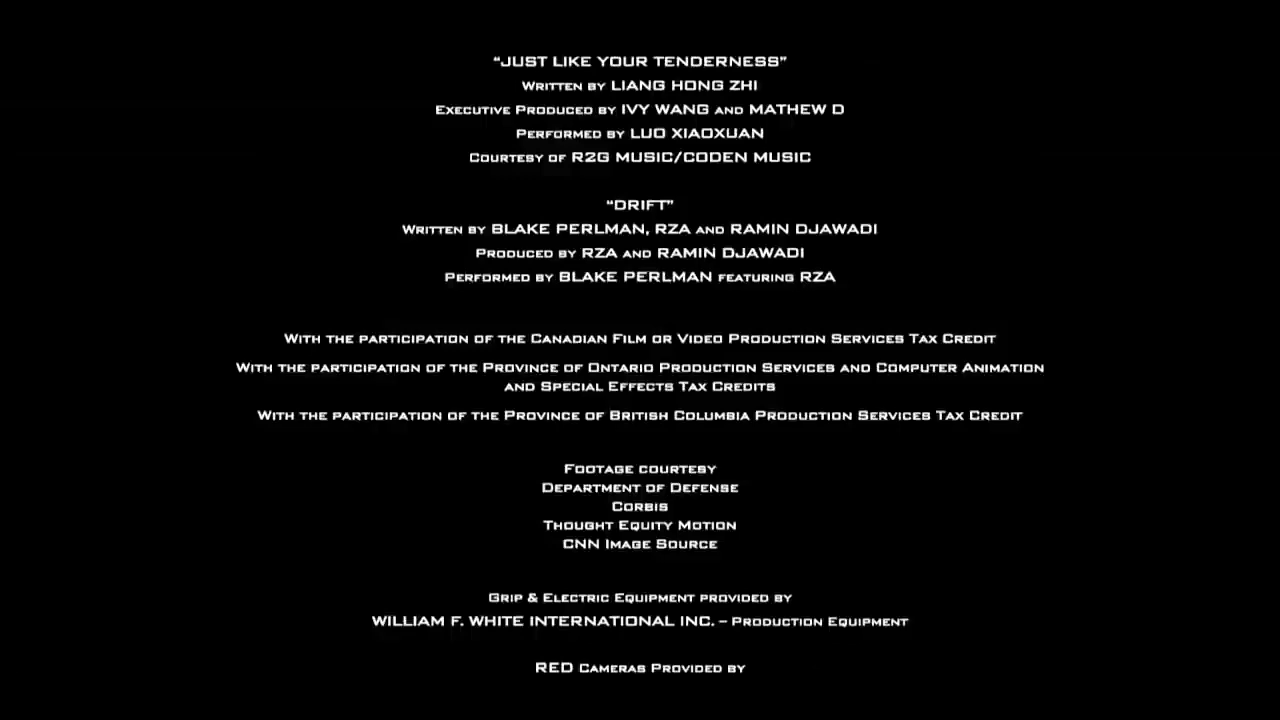 “JUST LIKE YOUR TENDERNESS”
WRITTEN BY LIANG HONG ZHI
EXECUTIVE PRODUCED BY IVY WANG AND MATHEW D
PERFORMED BY LUO XIAOXUAN
COURTESY OF R2G MUSIC/CODEN MUSIC
“DRIFT”
WRITTEN BY BLAKE PERLMAN, RZA AND RAMIN DJAWADI
PRODUCED BY RZA AND RAMIN DJAWADI
PERFORMED BY BLAKE PERLMAN FEATURING RZA
WITH THE PARTICIPATION OF THE CANADIAN FILM OR VIDEO PRODUCTION SERVICES TAX CREDIT
WITH THE PARTICIPATION OF THE PROVINCE OF ONTARIO PRODUCTION SERVICES AND COMPUTER ANIMATION
AND SPECIAL EFFECTS TAX CREDITS
WITH THE PARTICIPATION OF THE PROVINCE OF BRITISH COLUMBIA PRODUCTION SERVICES TAX CREDIT
FOOTAGE COURTESY
DEPARTMENT OF DEFENSE
CORBIS
THOUGHT EQUITY MOTION
CNN IMAGE SOURCE
GRIP & ELECTRIC EQUIPMENT PROVIDED BY
WILLIAM F. WHITE INTERNATIONAL INC. – PRODUCTION EQUIPMENT
RED CAMERAS PROVIDED BY